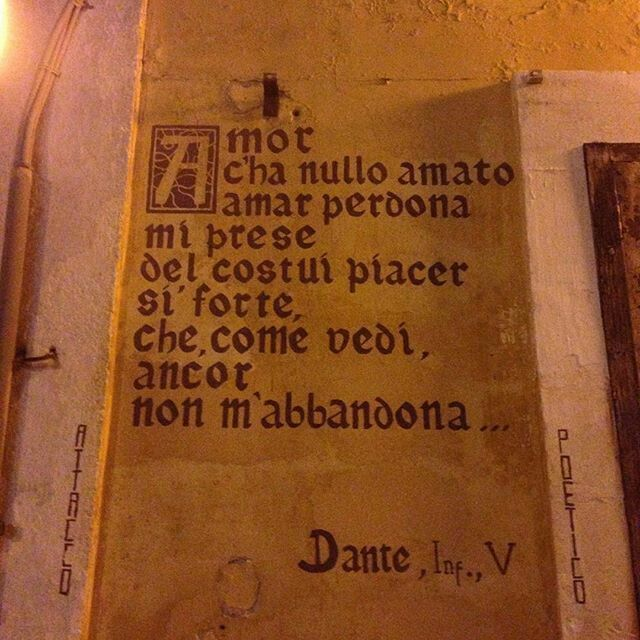 Amor
c'ha nullo amato
amar perdona
mi prese
del costui piacer
si' forte,
che, come vedi,
ancor
non m'abbandona...
Dante, Inf., V
ATTACCO
POETICO